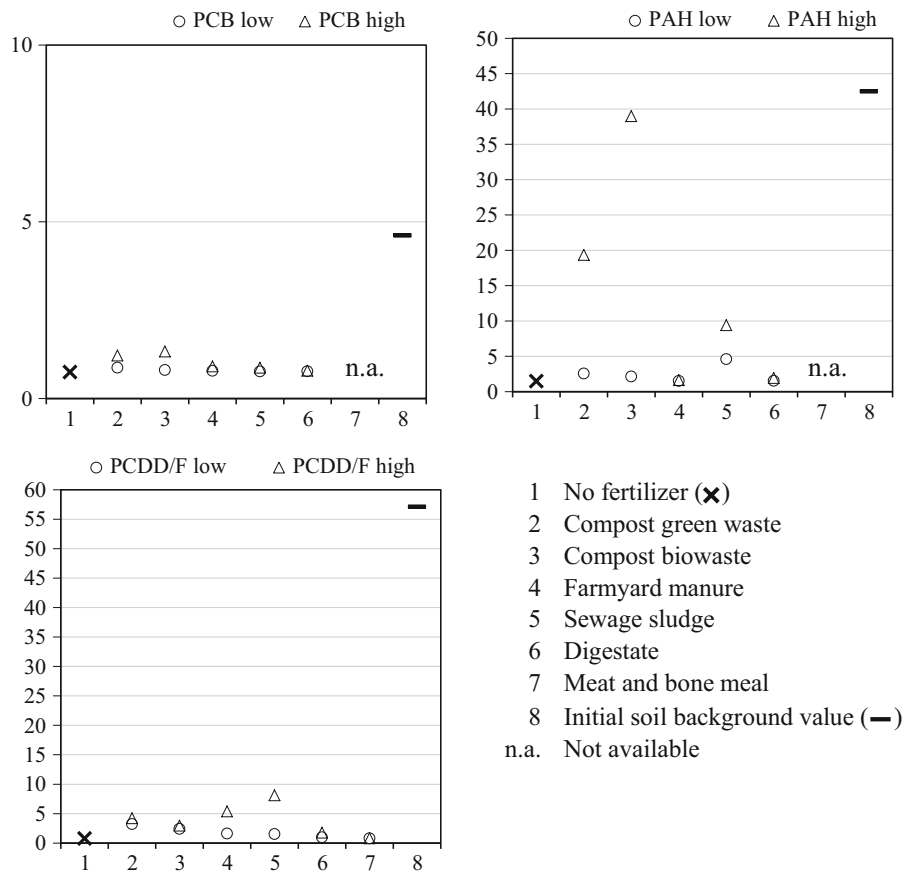 ○ PCB low △ PCB high
10
5
0
n.a.
1 2 3 4 5 6 7 8
○ PAH low △ PAH high
50
45
40
35
30
25
20
15
10
5
0
n.a.
1 2 3 4 5 6 7 8
○ PCDD/F low △ PCDD/F high
60
55
50
45
40
35
30
25
20
15
10
5
0
1 2 3 4 5 6 7 8
1 No fertilizer (×)
2 Compost green waste
3 Compost biowaste
4 Farmyard manure
5 Sewage sludge
6 Digestate
7 Meat and bone meal
8 Initial soil background value (–)
n.a. Not available